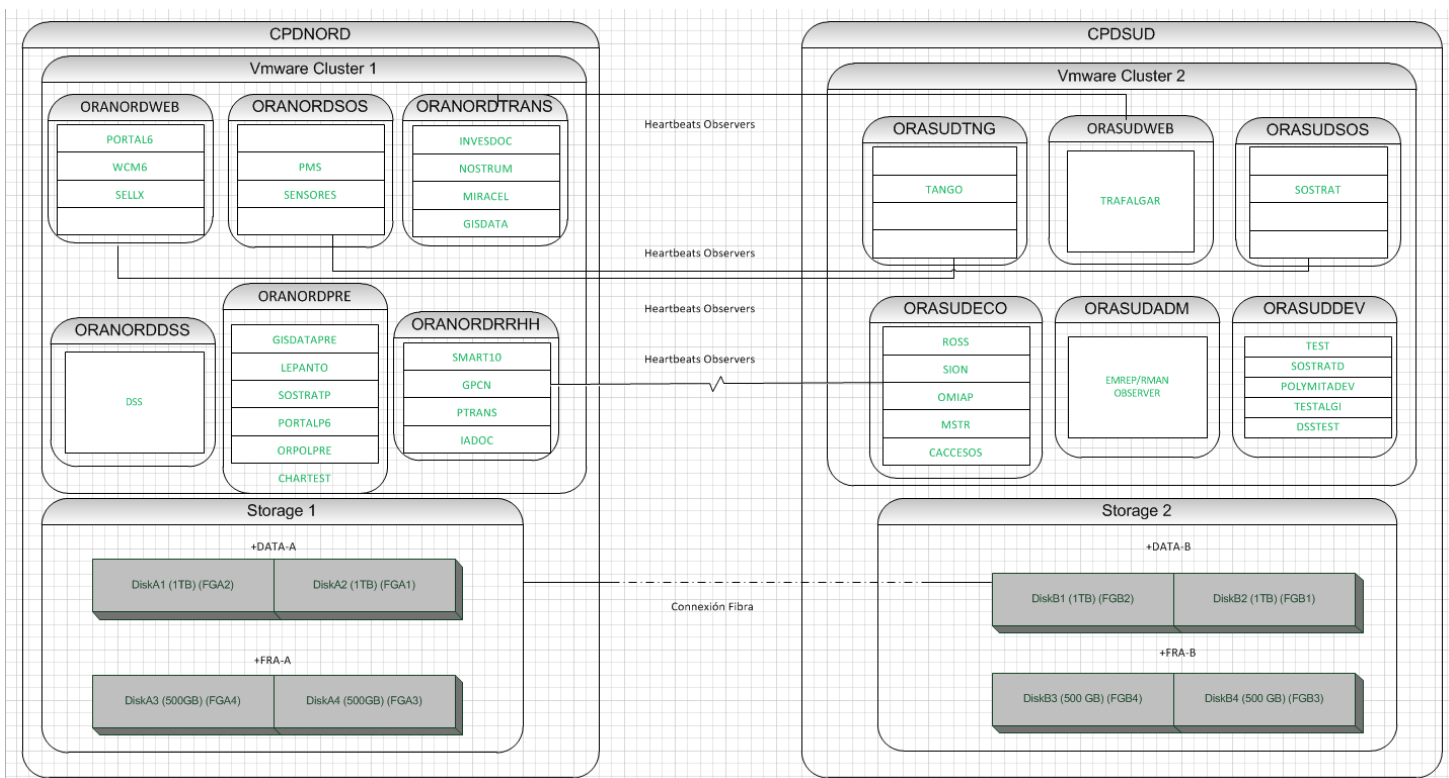 CPDNORD
Vmware Cluster 1
ORANORDWEB
PORTAL6
WCM6
SELLX
ORANORDSOS
PMS
SENSORES
ORANORDTRANS
INVESDOC
NOSTRUM
MIRACEL
GISDATA
ORANORDDSS
DSS
ORANORDPRE
GISDATAPRE
LEPANTO
SOSTRATP
PORTALP6
ORPOLPRE
CHARTEST
ORANORDRRHH
SMART10
GPCN
PTRANS
IADOC
Storage 1
+DATA-A
DiskA1 (1TB) (FGA2)
DiskA2 (1TB) (FGA1)
+FRA-A
DiskA3 (500GB) (FGA4)
DiskA4 (500GB) (FGA3)
Heartbeats Observers
Heartbeats Observers
Heartbeats Observers
Heartbeats Observers
Connexión Fibra
CPDSUD
Vmware Cluster 2
ORASUDTNG
TANGO
ORASUDWEB
TRAFALGAR
ORASUDSOS
SOSTRAT
ORASUDECO
ROSS
SION
OMIAP
MSTR
CACCESOS
ORASUDADM
EMREP/RMAN
OBSERVER
ORASUDDEV
TEST
SOSTRATD
POLYMITADEV
TESTALGI
DSSTEST
Storage 2
+DATA-B
DiskB1 (1TB) (FGB2)
DiskB2 (1TB) (FGB1)
+FRA-B
DiskB3 (500 GB) (FGB4)
DiskB4 (500 GB) (FGB3)